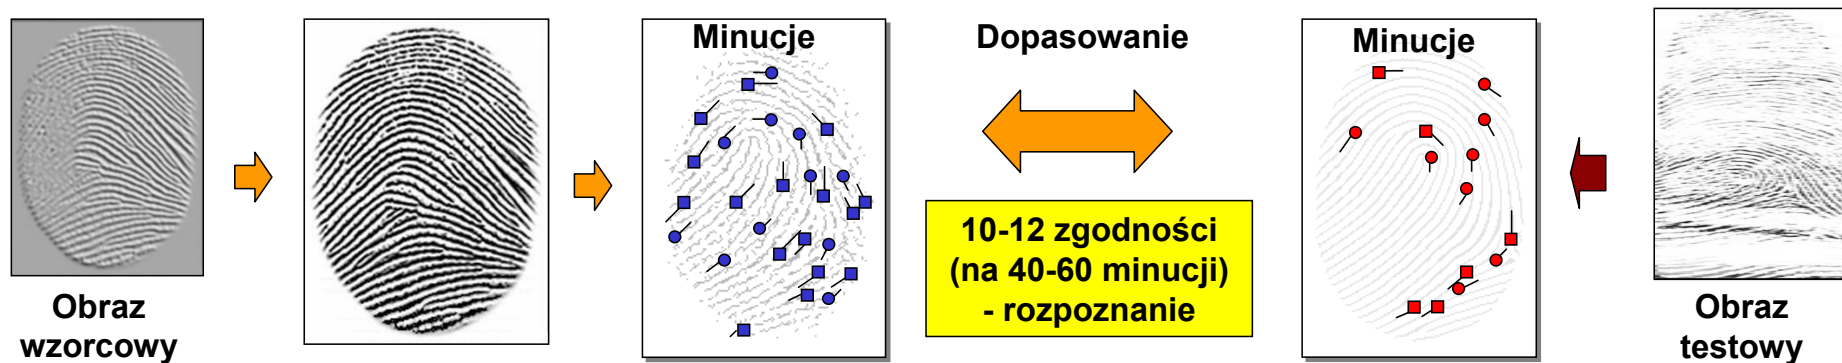 Minucje
Dopasowanie
Minucje
10-12 zgodności
(na 40-60 minucji)
- rozpoznanie
Obraz
wzorcowy
Obraz
testowy